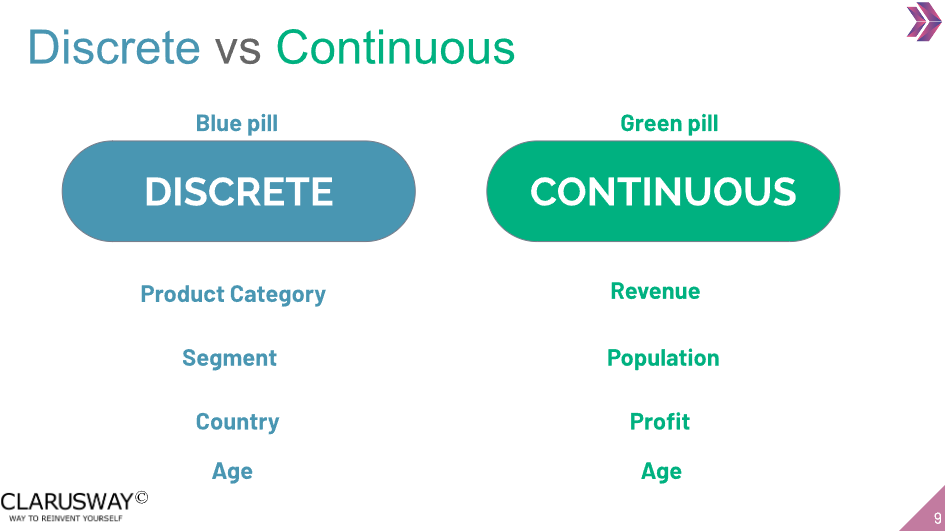 Discrete vs Continuous
Blue pill
DISCRETE
Product Category
Segment
Country
Age
Green pill
CONTINUOUS
Revenue
Population
Profit
Age
CLARUSWAY©
WAY TO REINVENT YOURSELF
9